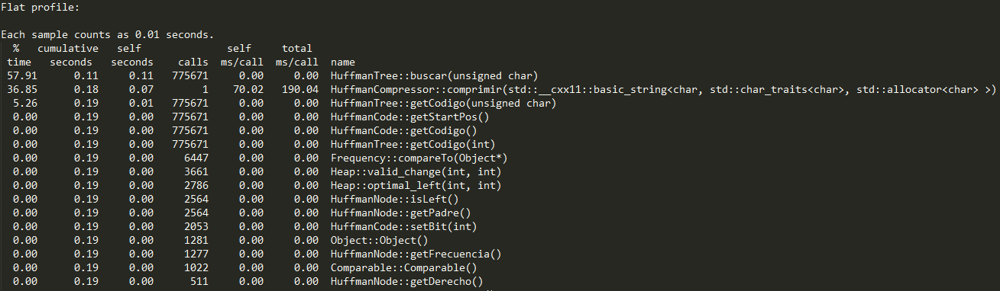 Flat profile:
Each sample counts as 0.01 seconds.
%   cumulative   self              self     total
time   seconds   seconds    calls  ms/call  ms/call  name
57.91      0.11     0.11   775671     0.00     0.00  HuffmanTree::buscar(unsigned char)
36.85      0.18     0.07        1    70.02   190.04  HuffmanCompressor::comprimir(std::__cxx11::basic_string<char, std::char_traits<char>, std::allocator<char> >)
5.26      0.19     0.01   775671     0.00     0.00  HuffmanTree::getCodigo(unsigned char)
0.00      0.19     0.00   775671     0.00     0.00  HuffmanCode::getStartPos()
0.00      0.19     0.00   775671     0.00     0.00  HuffmanCode::getCodigo()
0.00      0.19     0.00   775671     0.00     0.00  HuffmanTree::getCodigo(int)
0.00      0.19     0.00     6447     0.00     0.00  Frequency::compareTo(Object*)
0.00      0.19     0.00     3661     0.00     0.00  Heap::valid_change(int, int)
0.00      0.19     0.00     2786     0.00     0.00  Heap::optimal_left(int, int)
0.00      0.19     0.00     2564     0.00     0.00  HuffmanNode::isLeft()
0.00      0.19     0.00     2564     0.00     0.00  HuffmanNode::getPadre()
0.00      0.19     0.00     2053     0.00     0.00  HuffmanCode::setBit(int)
0.00      0.19     0.00     1281     0.00     0.00  Object::Object()
0.00      0.19     0.00     1277     0.00     0.00  HuffmanNode::getFrecuencia()
0.00      0.19     0.00     1022     0.00     0.00  Comparable::Comparable()
0.00      0.19     0.00      511     0.00     0.00  HuffmanNode::getDerecho()